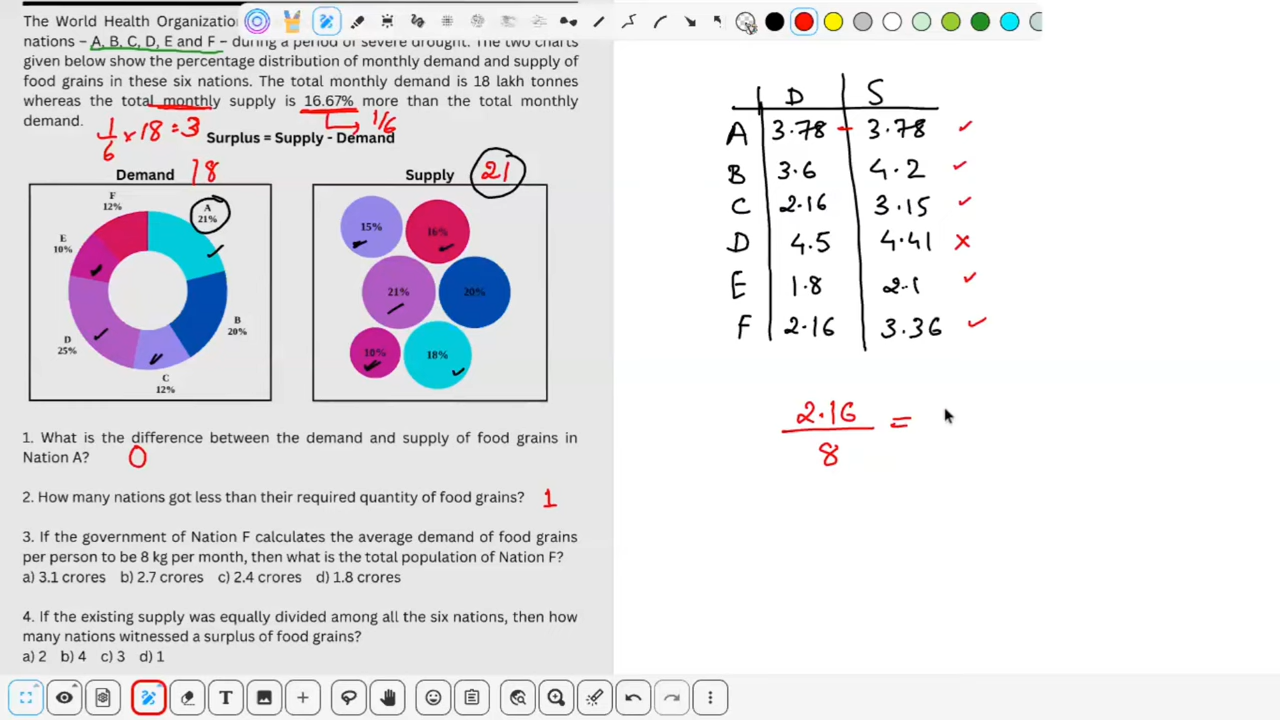 The World Health Organization
nations – A, B, C, D, E and F – during a period of severe drought. The two charts
given below show the percentage distribution of monthly demand and supply of
food grains in these six nations. The total monthly demand is 18 lakh tonnes
whereas the total monthly supply is 16.67% more than the total monthly
demand.
1/6 × 18 = 3
1/6
Surplus = Supply - Demand
Demand 18
Supply 21
F
12%
A
21%
E
10%
B
20%
D
25%
C
12%
15%
16%
21%
20%
10%
18%
1. What is the difference between the demand and supply of food grains in
Nation A? 0
2. How many nations got less than their required quantity of food grains? 1
3. If the government of Nation F calculates the average demand of food grains
per person to be 8 kg per month, then what is the total population of Nation F?
a) 3.1 crores b) 2.7 crores c) 2.4 crores d) 1.8 crores
4. If the existing supply was equally divided among all the six nations, then how
many nations witnessed a surplus of food grains?
a) 2 b) 4 c) 3 d) 1
D S
A 3.78 - 3.78 ✓
B 3.6 4.2 ✓
C 2.16 3.15 ✓
D 4.5 4.41 ×
E 1.8 2.1 ✓
F 2.16 3.36 ✓
2.16
8
=
T